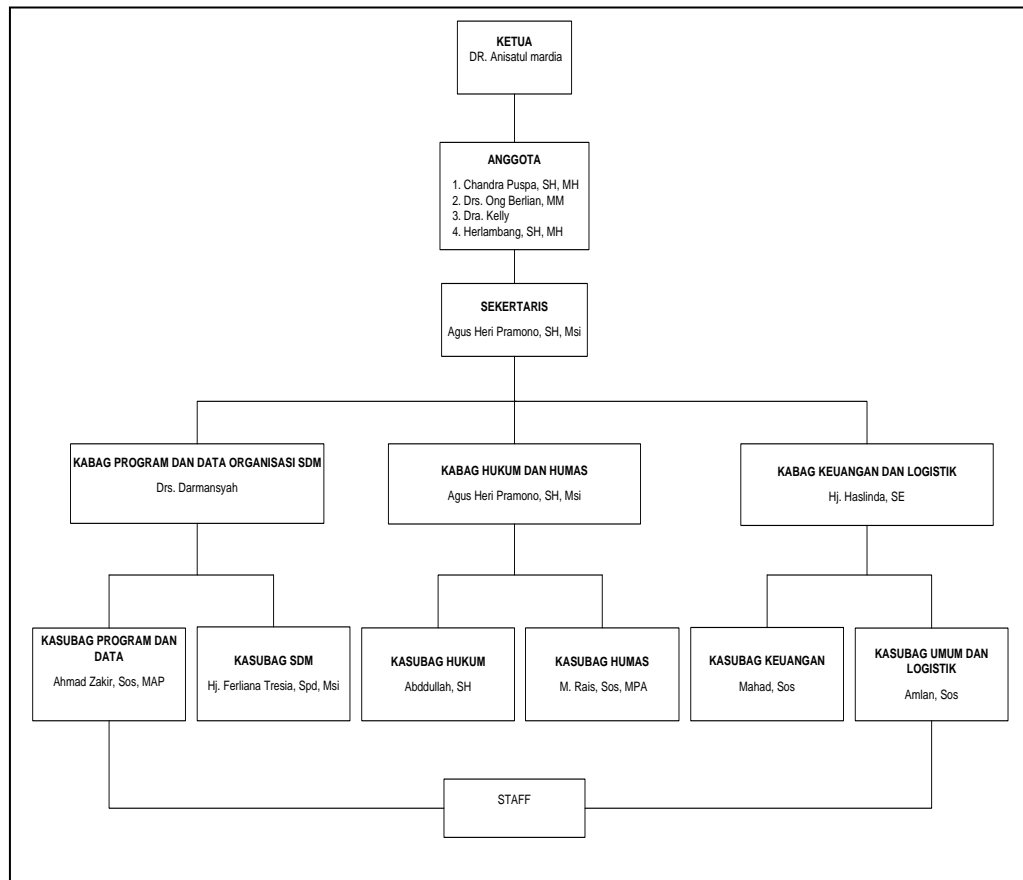 KETUA
DR. Anisatul mardia
ANGGOTA
1. Chandra Puspa, SH, MH
2. Drs. Ong Berlian, MM
3. Dra. Kelly
4. Herlambang, SH, MH
SEKERTARIS
Agus Heri Pramono, SH, Msi
KABAG PROGRAM DAN DATA ORGANISASI SDM
Drs. Darmansyah
KABAG HUKUM DAN HUMAS
Agus Heri Pramono, SH, Msi
KABAG KEUANGAN DAN LOGISTIK
Hj. Haslinda, SE
KASUBAG PROGRAM DAN
DATA
Ahmad Zakir, Sos, MAP
KASUBAG SDM
Hj. Ferliana Tresia, Spd, Msi
KASUBAG HUKUM
Abddullah, SH
KASUBAG HUMAS
M. Rais, Sos, MPA
KASUBAG KEUANGAN
Mahad, Sos
KASUBAG UMUM DAN
LOGISTIK
Amlan, Sos
STAFF